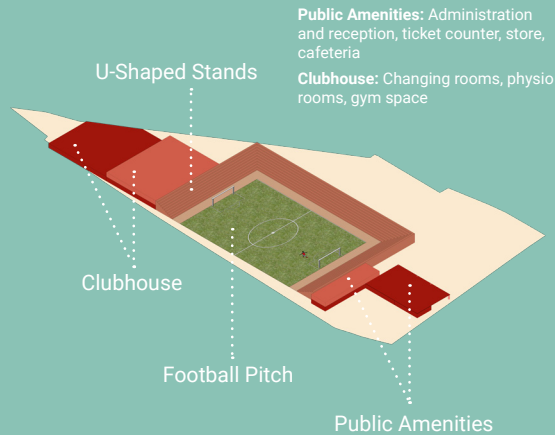 Public Amenities: Administration
and reception, ticket counter, store,
cafeteria
Clubhouse: Changing rooms, physio
rooms, gym space
U-Shaped Stands
Clubhouse
Football Pitch
Public Amenities